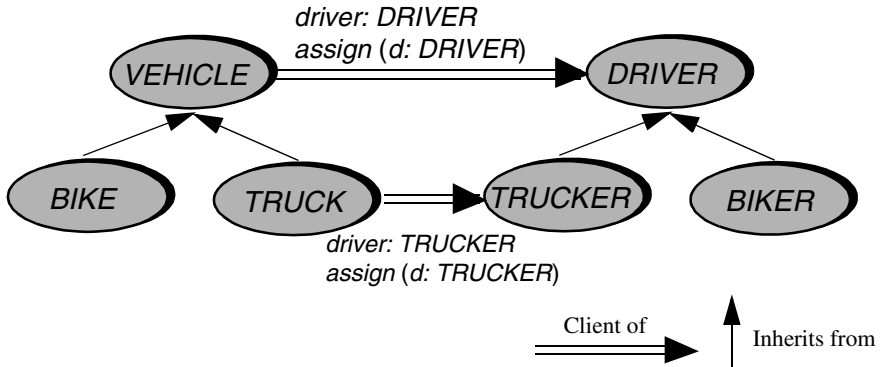 driver: DRIVER
assign (d: DRIVER)
VEHICLE
DRIVER
BIKE
TRUCK
TRUCKER
BIKER
driver: TRUCKER
assign (d: TRUCKER)
Client of
Inherits from